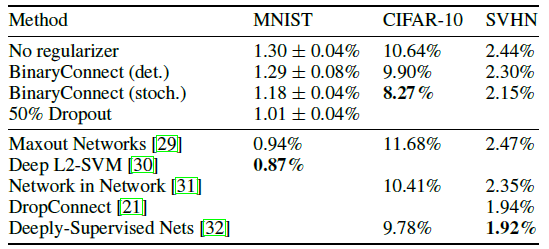 Method MNIST CIFAR-10 SVHN
No regularizer 1.30 ± 0.04% 10.64% 2.44%
BinaryConnect (det.) 1.29 ± 0.08% 9.90% 2.30%
BinaryConnect (stoch.) 1.18 ± 0.04% 8.27% 2.15%
50% Dropout 1.01 ± 0.04%
Maxout Networks [29] 0.94% 11.68% 2.47%
Deep L2-SVM [30] 0.87%
Network in Network [31] 10.41% 2.35%
DropConnect [21] 1.94%
Deeply-Supervised Nets [32] 9.78% 1.92%